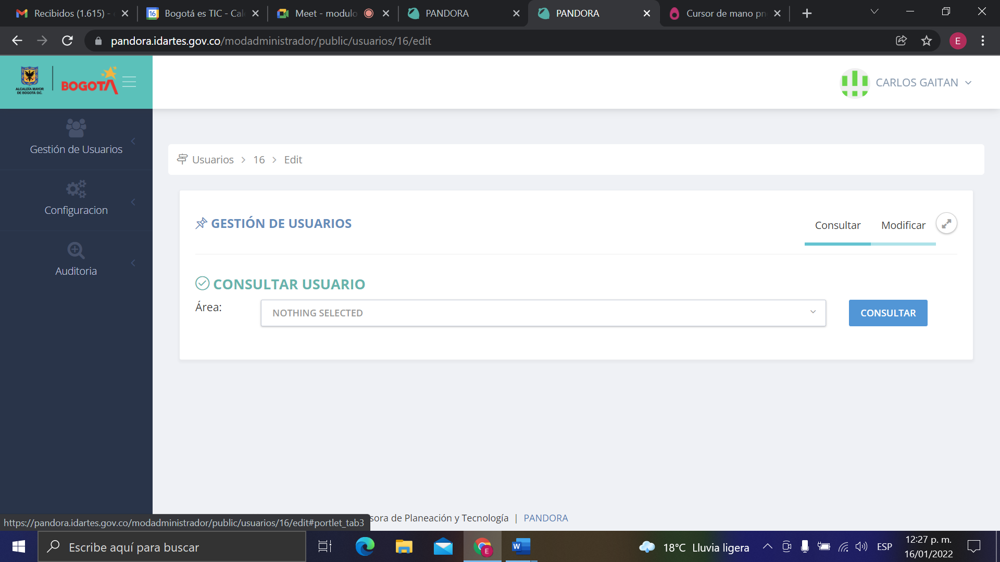 Recibidos (1.615) -
Bogotá es TIC - Cal
Meet - modulo
PANDORA
PANDORA
Cursor de mano pn
pandora.idartes.gov.co/modadministrador/public/usuarios/16/edit
E
ALCALDÍA MAYOR
DE BOGOTÁ D.C.
BOGOTÁ
CARLOS GAITAN
Gestión de Usuarios
Configuracion
Auditoria
Usuarios > 16 > Edit
GESTIÓN DE USUARIOS
Consultar
Modificar
CONSULTAR USUARIO
Área:
NOTHING SELECTED
CONSULTAR
sora de Planeación y Tecnología | PANDORA
https://pandora.idartes.gov.co/modadministrador/public/usuarios/16/edit#portlet_tab3
Escribe aquí para buscar
18°C Lluvia ligera
ESP
12:27 p. m.
16/01/2022